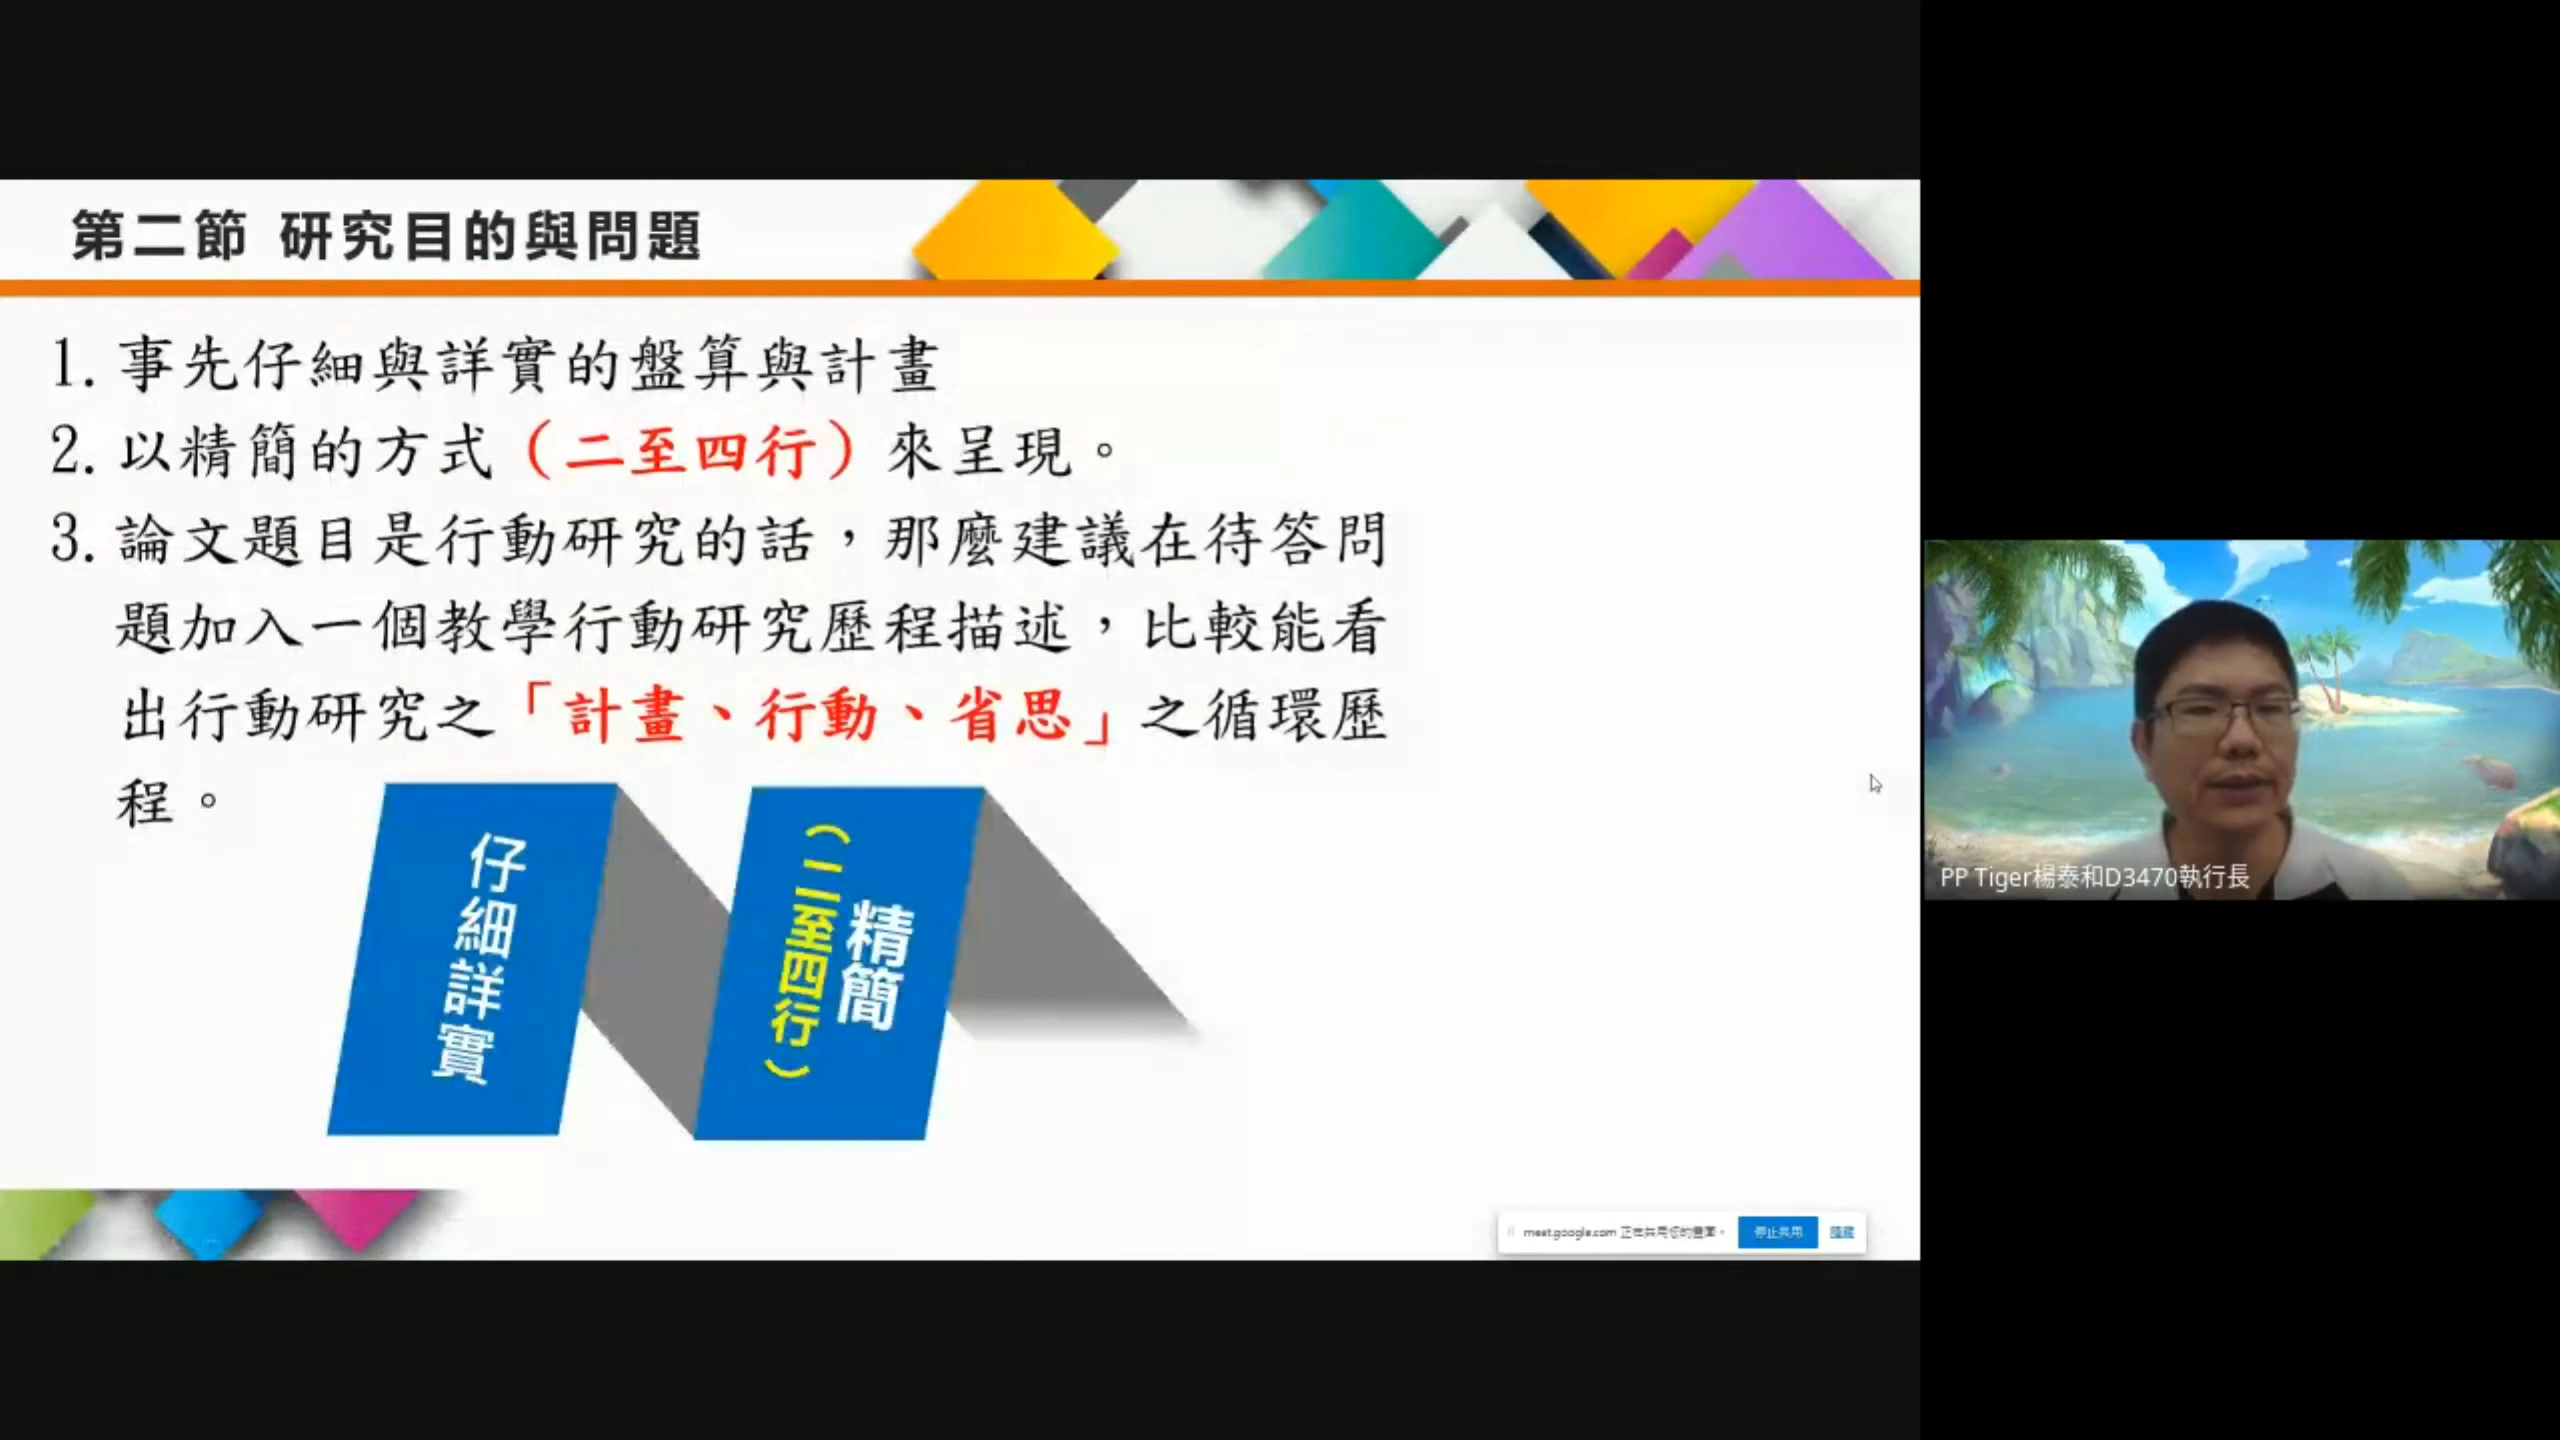 第二節 研究目的與問題
1. 事先仔細與詳實的盤算與計畫
2. 以精簡的方式（二至四行）來呈現。
3. 論文題目是行動研究的話，那麼建議在待答問
題加入一個教學行動研究歷程描述，比較能看
出行動研究之「計畫、行動、省思」之循環歷
程。
仔細詳實
精簡
（二至四行）
PP Tiger楊泰和D3470執行長
meet.google.com 正在共用您的畫面。
停止共用
隱藏